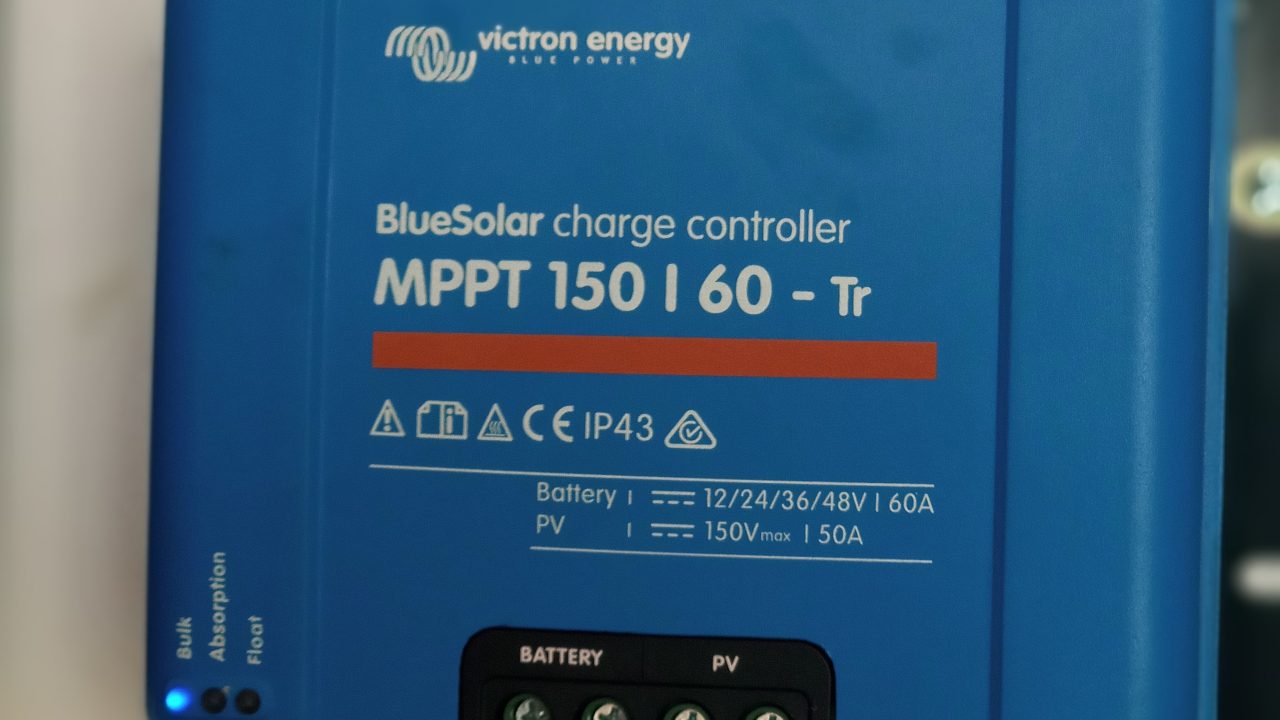 victron energy
BLUE POWER
BlueSolar charge controller
MPPT 150 | 60 - Tr
CE IP43
Battery | 12/24/36/48V | 60A
PV | 150Vmax | 50A
Bulk
Absorption
Float
BATTERY PV